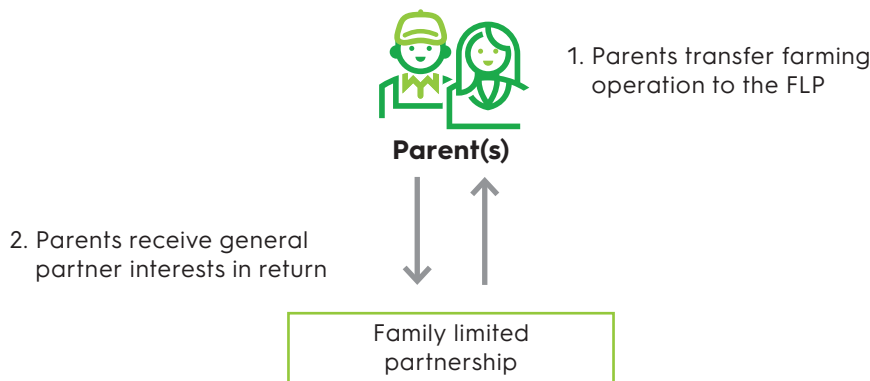 1. Parents transfer farming
operation to the FLP
Parent(s)
2. Parents receive general
partner interests in return
Family limited
partnership